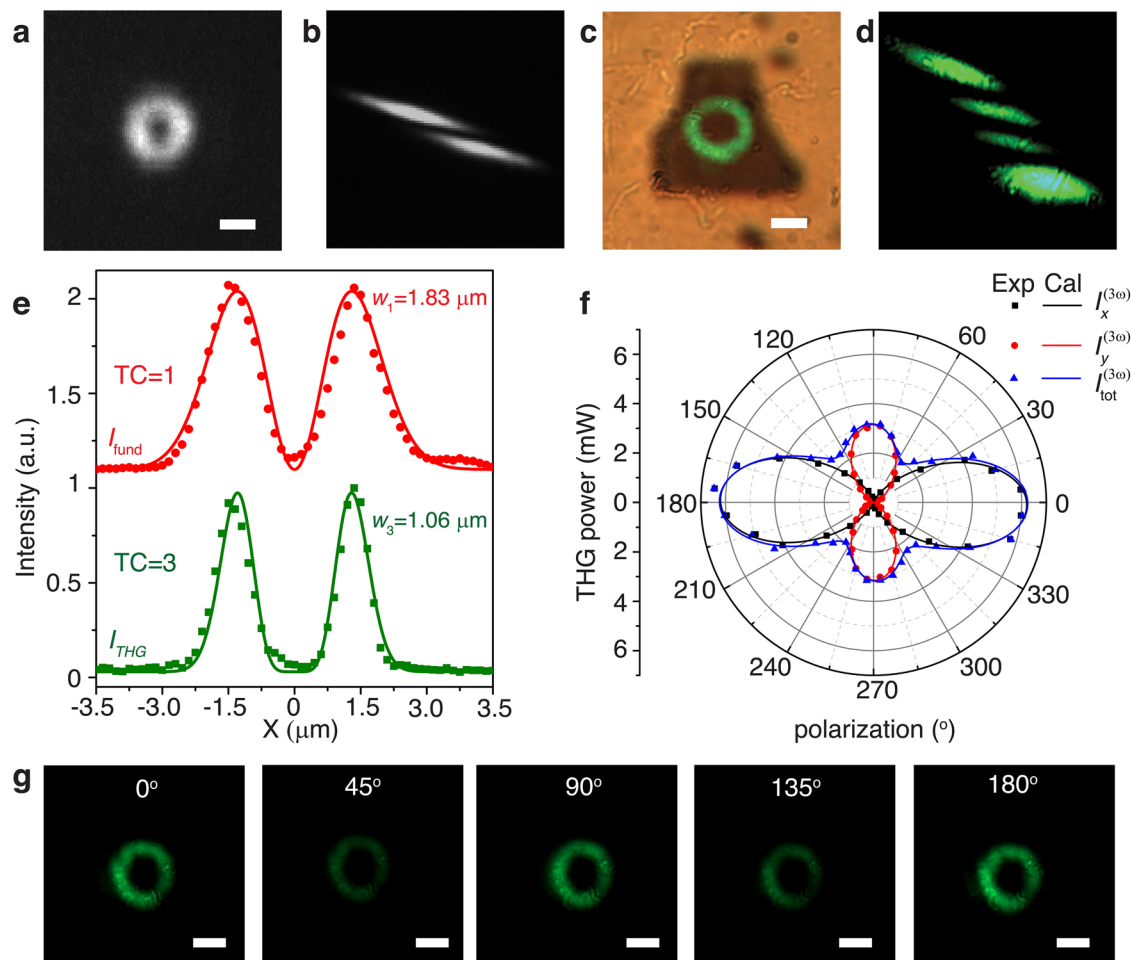 a
b
c
d
e
2
1.5
1
0.5
0
Intensity (a.u.)
TC=1
I_fund
w₁=1.83 μm
TC=3
I_THG
w₃=1.06 μm
-3.5 -3.0 -1.5 0 1.5 3.0 3.5
X (μm)
f
Exp Cal
I_x^(3ω)
I_y^(3ω)
I_tot^(3ω)
6
4
2
0
2
4
6
THG power (mW)
120 60
150 30
180 0
210 330
240 300
270
polarization (°)
g
0° 45° 90° 135° 180°